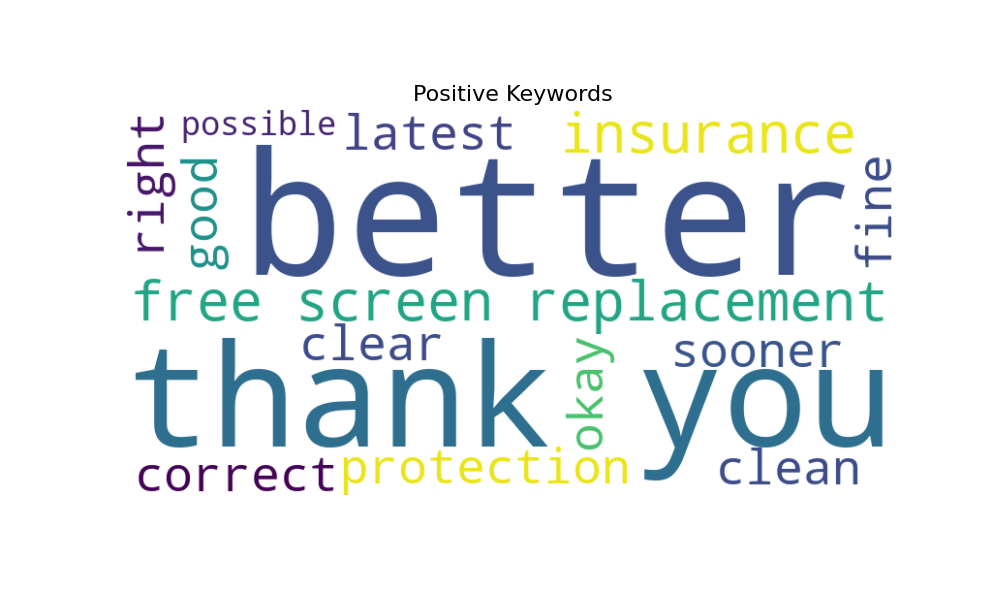 Positive Keywords
right
possible
latest
insurance
good
better
fine
free screen replacement
clear
sooner
thank you
okay
correct
protection
clean